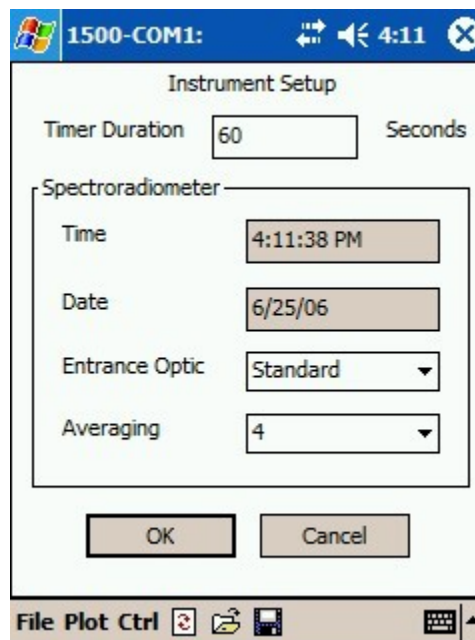 1500-COM1: 4:11
Instrument Setup
Timer Duration 60 Seconds
Spectroradiometer
Time 4:11:38 PM
Date 6/25/06
Entrance Optic Standard
Averaging 4
OK Cancel
File Plot Ctrl